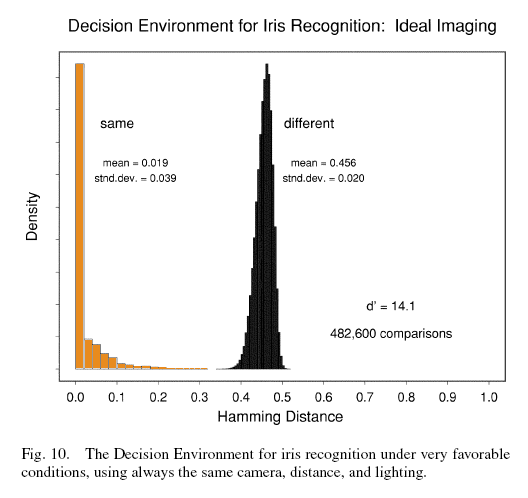 Decision Environment for Iris Recognition: Ideal Imaging
same
different
mean = 0.019
stnd.dev. = 0.039
mean = 0.456
stnd.dev. = 0.020
Density
d' = 14.1
482,600 comparisons
0.0 0.1 0.2 0.3 0.4 0.5 0.6 0.7 0.8 0.9 1.0
Hamming Distance
Fig. 10. The Decision Environment for iris recognition under very favorable
conditions, using always the same camera, distance, and lighting.